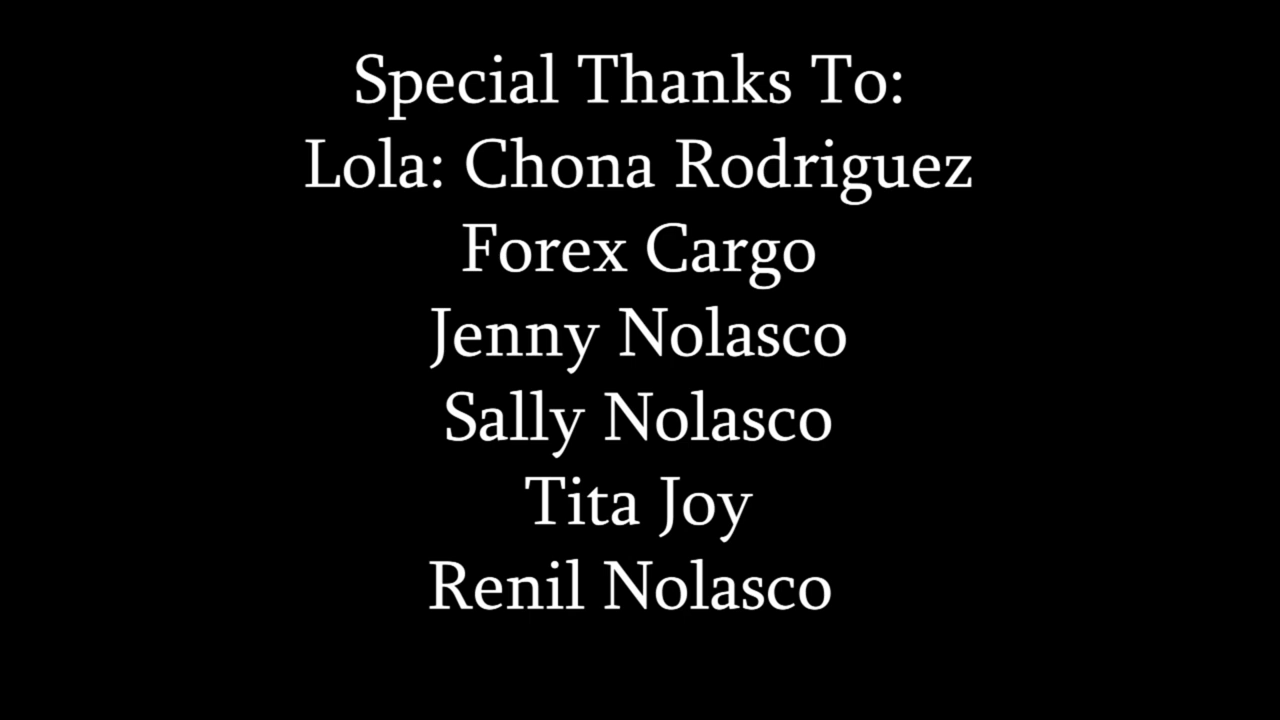 Special Thanks To:
Lola: Chona Rodriguez
Forex Cargo
Jenny Nolasco
Sally Nolasco
Tita Joy
Renil Nolasco